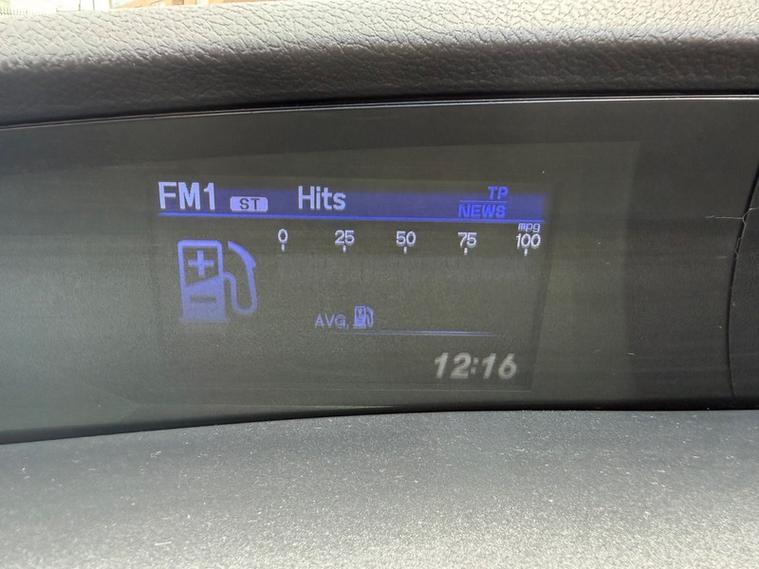 FM1 ST Hits TP
NEWS
mpg
0 25 50 75 100
AVG.
12:16